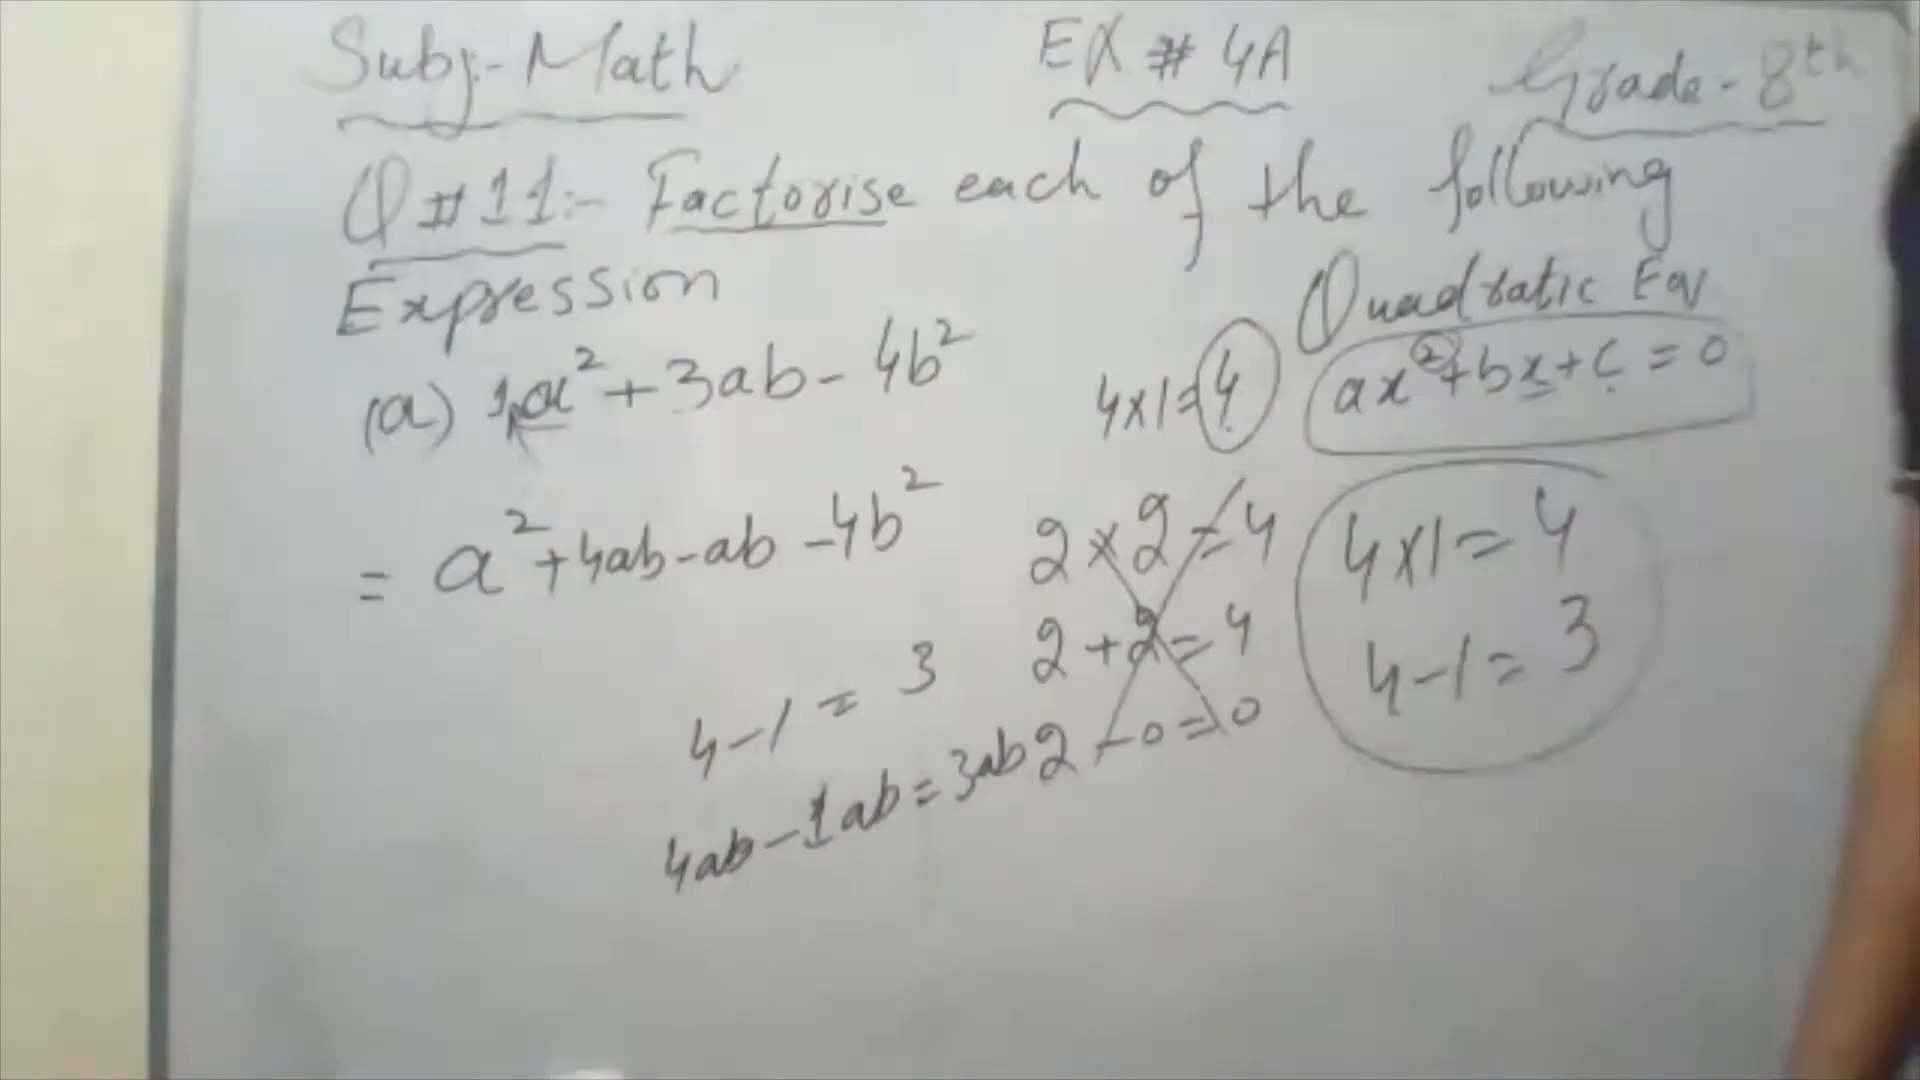 Subj:- Math EX # 4A Grade - 8th
Q # 11:- Factorise each of the following
Expression
Quadratic Eq
(a) 1a² + 3ab - 4b²
4x1=4
ax²+bx+c = 0
= a²+4ab-ab -4b²
2 x 2 = 4
2 + 2 = 4
2 - 0 = 0
4x1= 4
4-1= 3
4-1 = 3
4ab-1ab=3ab